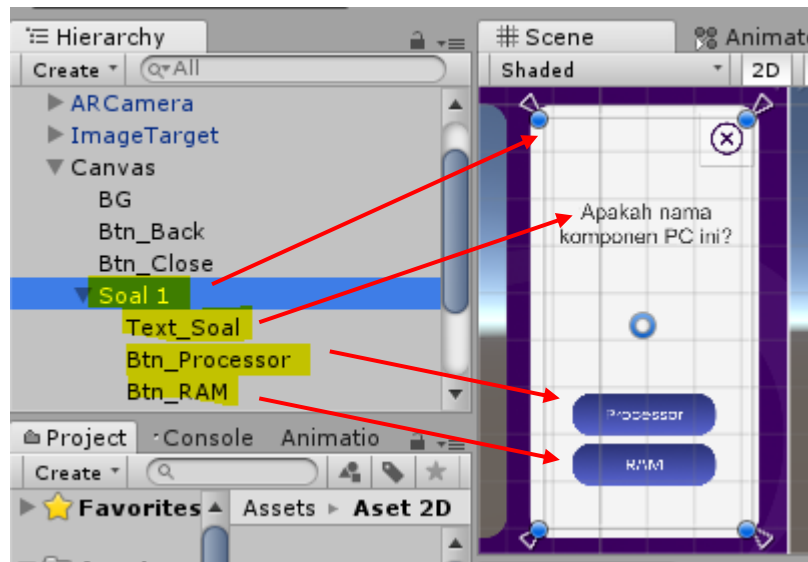 Hierarchy
Create
All
ARCamera
ImageTarget
Canvas
BG
Btn_Back
Btn_Close
Soal 1
Text_Soal
Btn_Processor
Btn_RAM
Project
Console
Animatio
Create
Favorites
Assets
Aset 2D
Scene
Animat
Shaded
2D
Apakah nama
komponen PC ini?
Processor
RAM